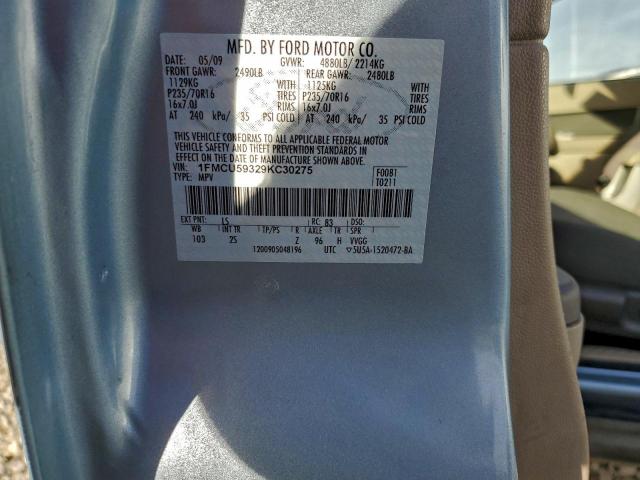 MFD. BY FORD MOTOR CO.
DATE: 05/09 GVWR: 4880LB/ 2214KG
FRONT GAWR: 2490LB REAR GAWR: 2480LB
1129KG WITH 1125KG WITH
P235/70R16 TIRES P235/70R16 TIRES
16x7.0J RIMS 16x7.0J RIMS
AT 240 kPa/ 35 PSI COLD AT 240 kPa/ 35 PSI COLD
THIS VEHICLE CONFORMS TO ALL APPLICABLE FEDERAL MOTOR
VEHICLE SAFETY AND THEFT PREVENTION STANDARDS IN
EFFECT ON THE DATE OF MANUFACTURE SHOWN ABOVE.
VIN: 1FMCU59329KC30275 F0081
TYPE: MPV T0211
EXT PNT: LS RC: 83 DSO:
WB INT TR TP/PS R AXLE TR SPR
103 2S Z 96 H VVGG
1200905048196 UTC ▽5U5A-1520472-BA